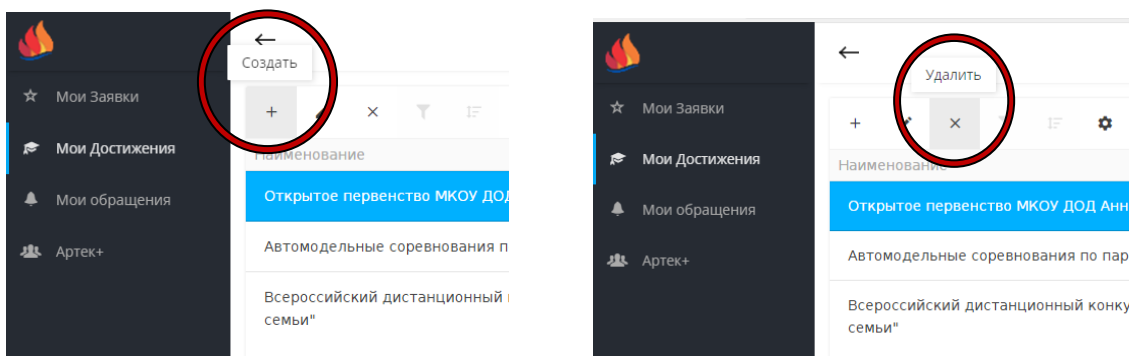 Создать
Мои Заявки
Мои Достижения
Мои обращения
Артек+
Наименование
Открытое первенство МКОУ ДОД
Автомодельные соревнования п
Всероссийский дистанционный
семьи"
Удалить
Мои Заявки
Мои Достижения
Мои обращения
Артек+
Наименование
Открытое первенство МКОУ ДОД Анн
Автомодельные соревнования по пар
Всероссийский дистанционный конку
семьи"